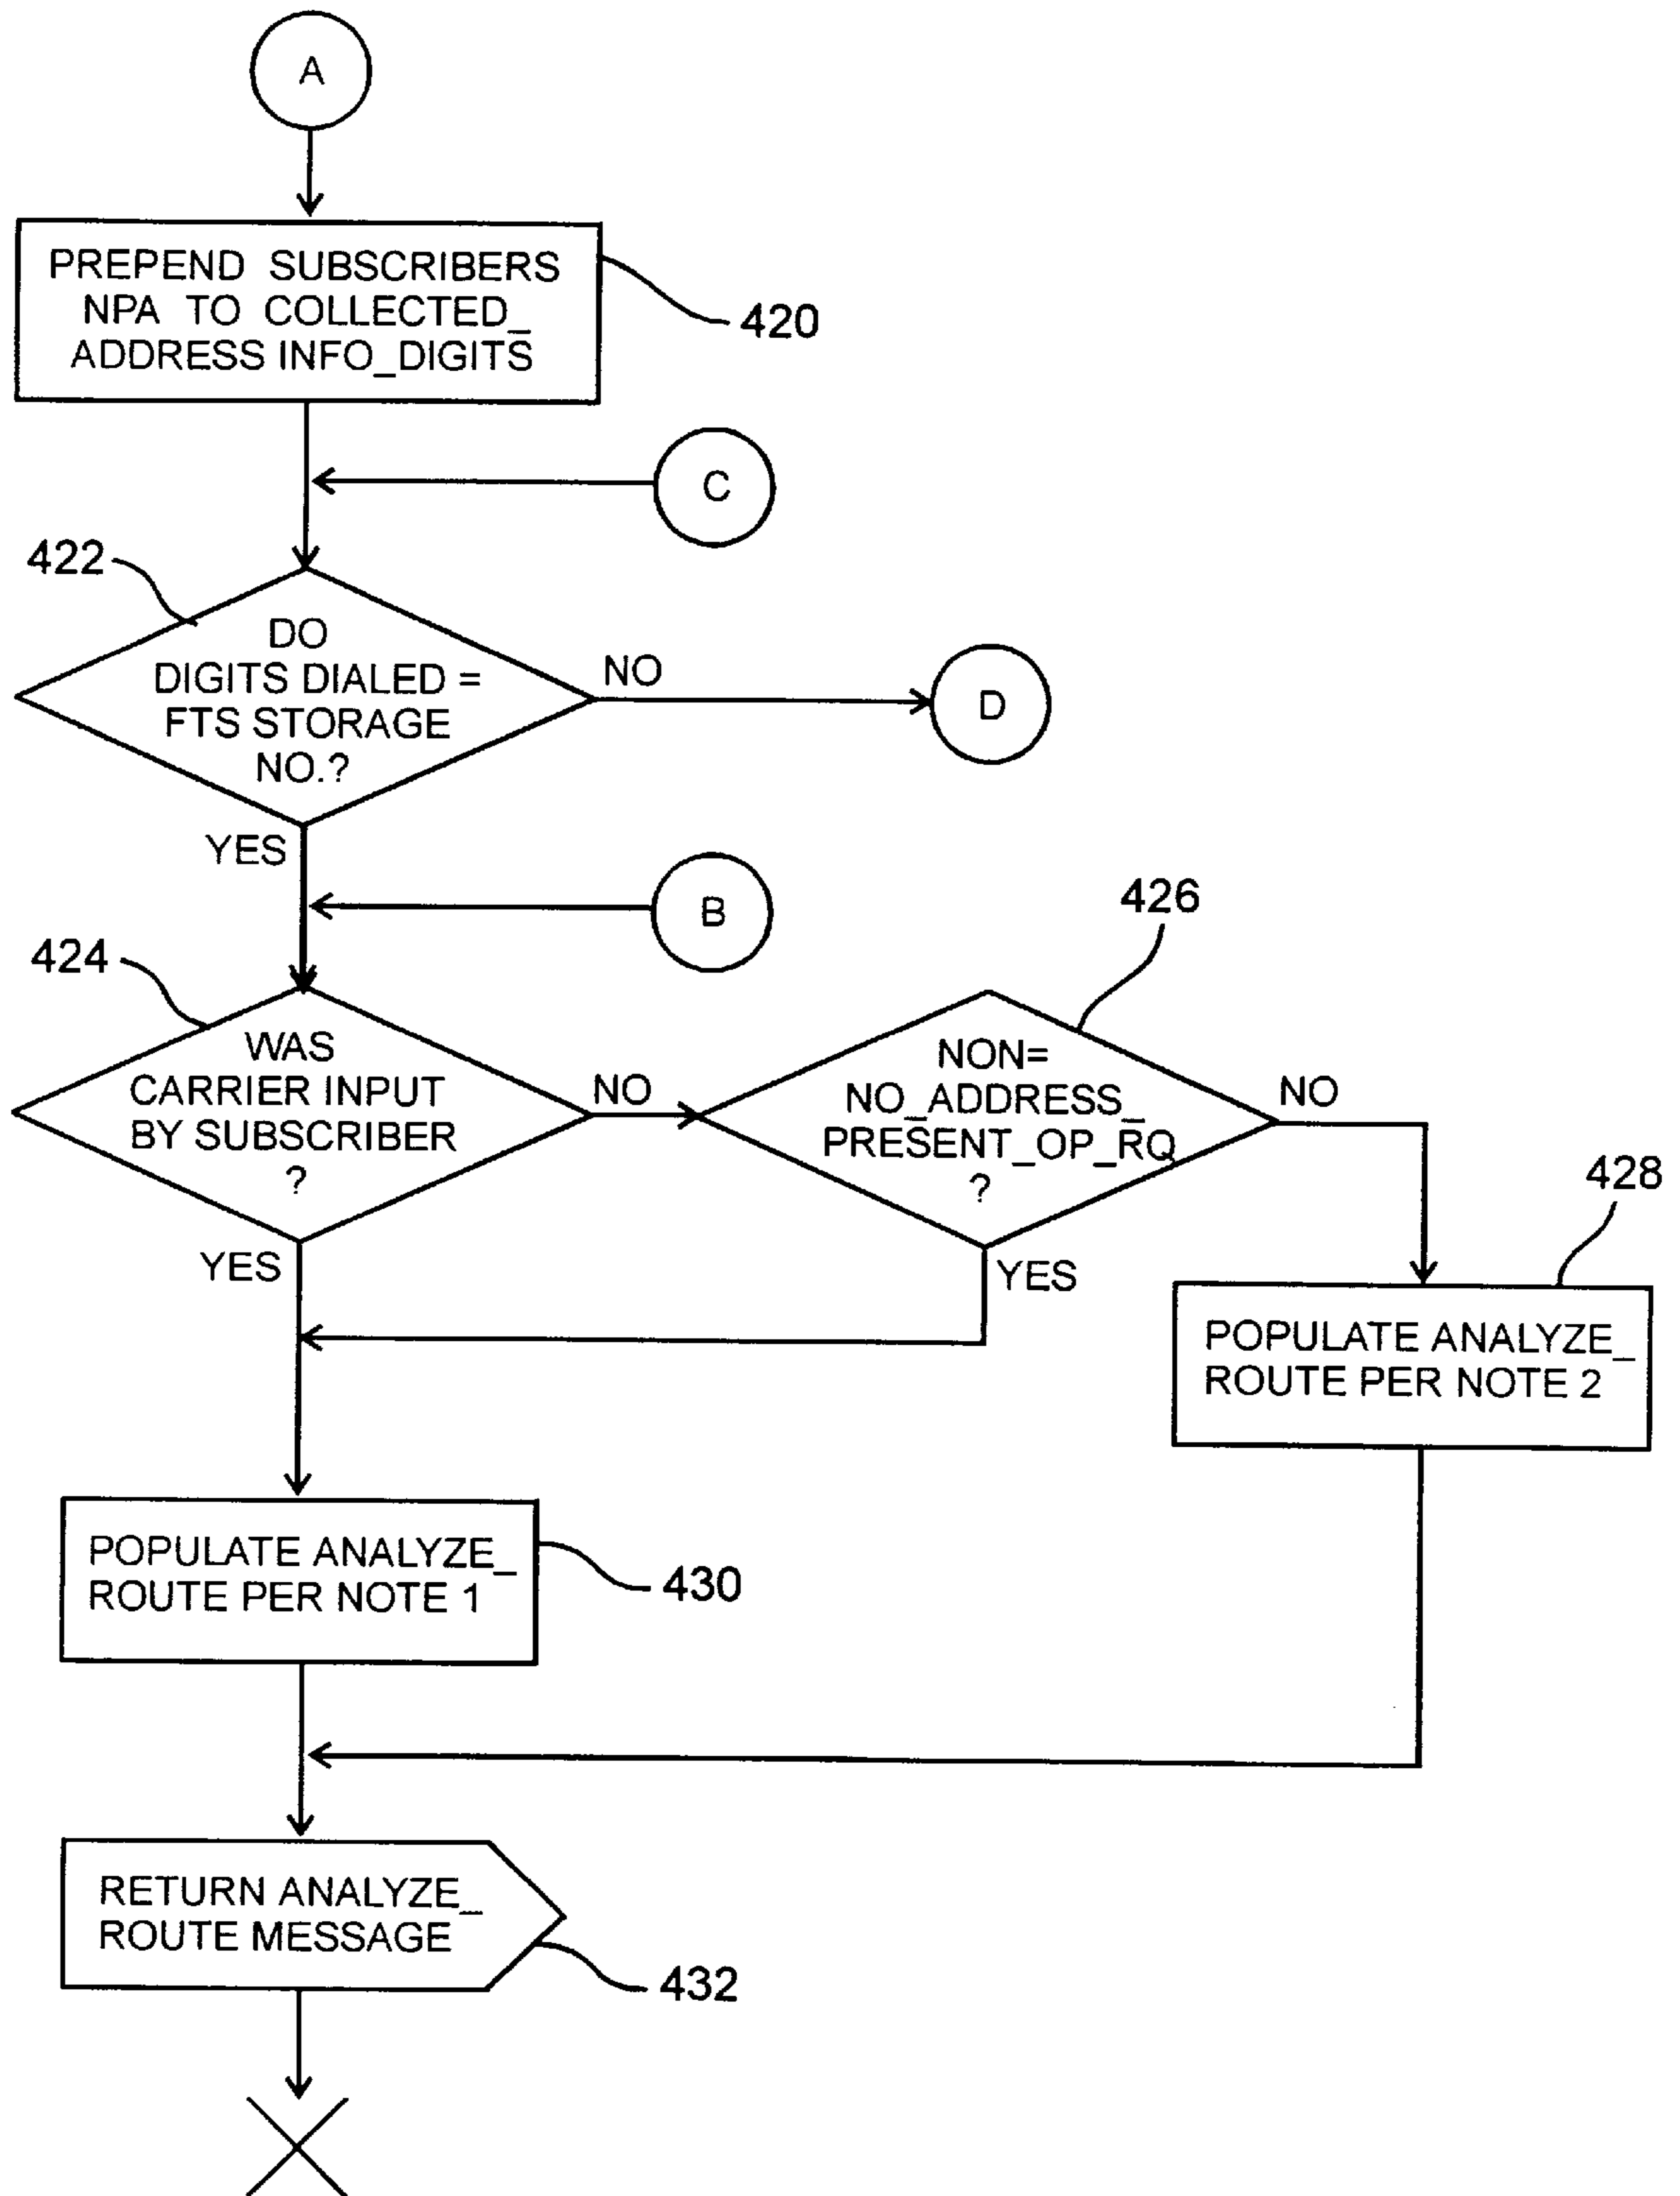 A
PREPEND SUBSCRIBERS
NPA TO COLLECTED_
ADDRESS INFO_DIGITS
420
C
422
DO
DIGITS DIALED =
FTS STORAGE
NO.?
NO
D
YES
B
426
424
WAS
CARRIER INPUT
BY SUBSCRIBER
?
NO
NON=
NO_ADDRESS_
PRESENT_OP_RQ
?
NO
428
YES
YES
POPULATE ANALYZE_
ROUTE PER NOTE 2
POPULATE ANALYZE_
ROUTE PER NOTE 1
430
RETURN ANALYZE_
ROUTE MESSAGE
432